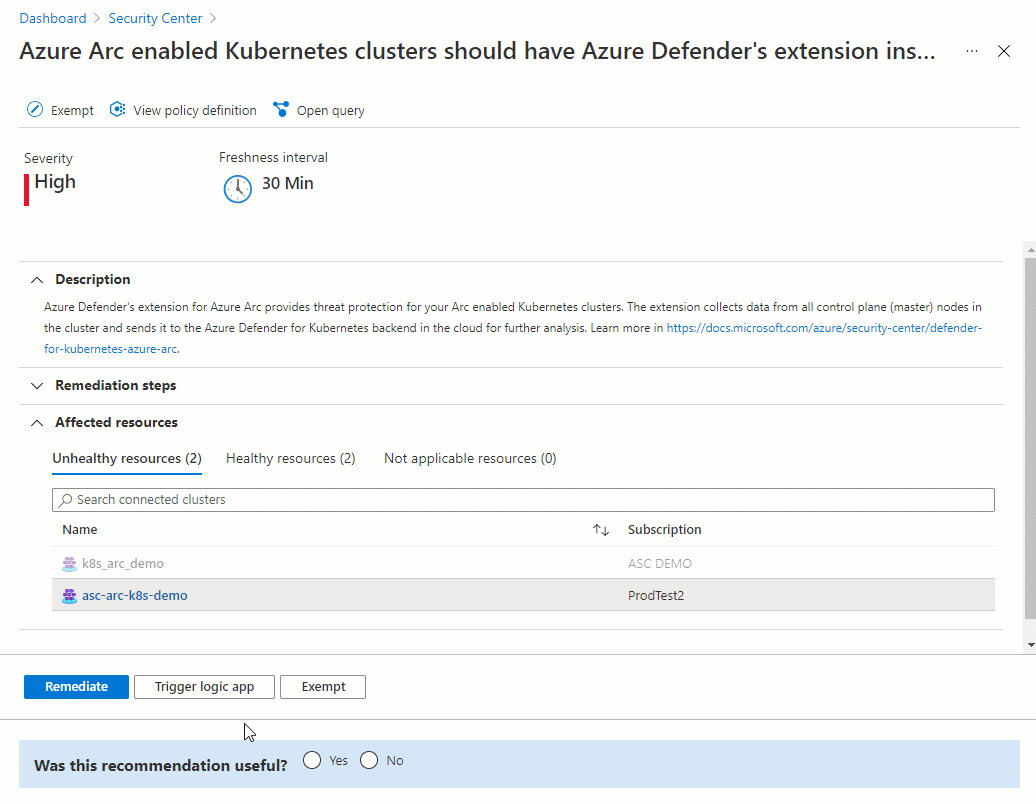 Dashboard > Security Center >
Azure Arc enabled Kubernetes clusters should have Azure Defender's extension ins...
Exempt View policy definition Open query
Severity Freshness interval
High 30 Min
Description
Azure Defender's extension for Azure Arc provides threat protection for your Arc enabled Kubernetes clusters. The extension collects data from all control plane (master) nodes in
the cluster and sends it to the Azure Defender for Kubernetes backend in the cloud for further analysis. Learn more in https://docs.microsoft.com/azure/security-center/defender-
for-kubernetes-azure-arc.
Remediation steps
Affected resources
Unhealthy resources (2) Healthy resources (2) Not applicable resources (0)
Search connected clusters
Name Subscription
k8s_arc_demo ASC DEMO
asc-arc-k8s-demo ProdTest2
Remediate Trigger logic app Exempt
Was this recommendation useful? Yes No